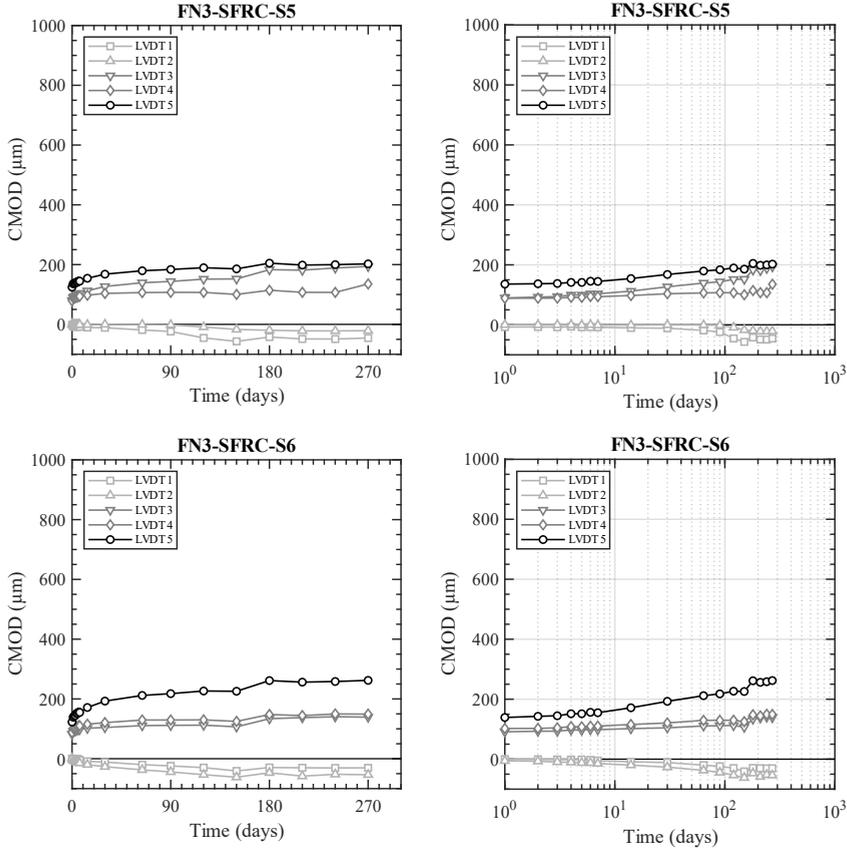 FN3-SFRC-S5
1000
800
600
400
200
0
CMOD (μm)
LVDT 1
LVDT 2
LVDT 3
LVDT 4
LVDT 5
0 90 180 270
Time (days)
FN3-SFRC-S5
1000
800
600
400
200
0
CMOD (μm)
LVDT 1
LVDT 2
LVDT 3
LVDT 4
LVDT 5
10⁰ 10¹ 10² 10³
Time (days)
FN3-SFRC-S6
1000
800
600
400
200
0
CMOD (μm)
LVDT 1
LVDT 2
LVDT 3
LVDT 4
LVDT 5
0 90 180 270
Time (days)
FN3-SFRC-S6
1000
800
600
400
200
0
CMOD (μm)
LVDT 1
LVDT 2
LVDT 3
LVDT 4
LVDT 5
10⁰ 10¹ 10² 10³
Time (days)